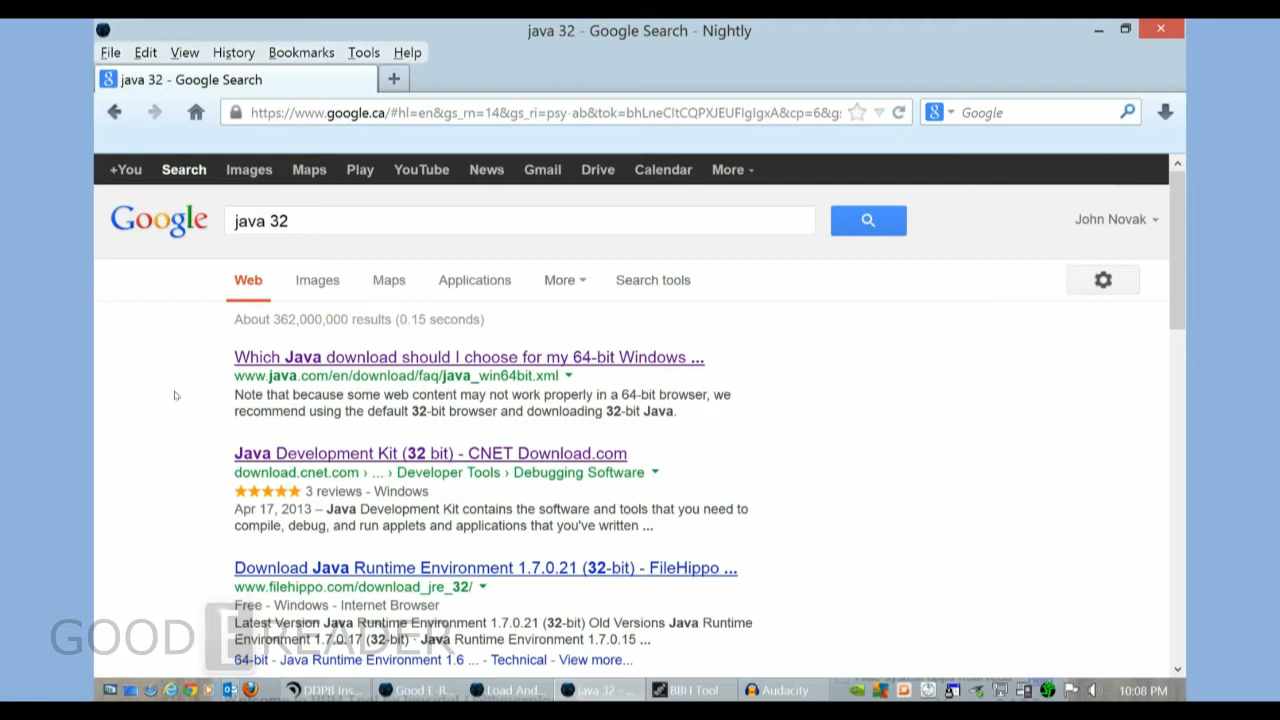 java 32 - Google Search - Nightly
File Edit View History Bookmarks Tools Help
java 32 - Google Search
https://www.google.ca/#hl=en&gs_rn=14&gs_ri=psy-ab&tok=bhLneCltCQPXJEUFlglgxA&cp=6&g: Google
+You Search Images Maps Play YouTube News Gmail Drive Calendar More
Google java 32 John Novak
Web Images Maps Applications More Search tools
About 362,000,000 results (0.15 seconds)
Which Java download should I choose for my 64-bit Windows ...
www.java.com/en/download/faq/java_win64bit.xml
Note that because some web content may not work properly in a 64-bit browser, we
recommend using the default 32-bit browser and downloading 32-bit Java.
Java Development Kit (32 bit) - CNET Download.com
download.cnet.com › ... › Developer Tools › Debugging Software
3 reviews - Windows
Apr 17, 2013 – Java Development Kit contains the software and tools that you need to
compile, debug, and run applets and applications that you've written ...
Download Java Runtime Environment 1.7.0.21 (32-bit) - FileHippo ...
www.filehippo.com/download_jre_32/
Free - Windows - Internet Browser
Latest Version Java Runtime Environment 1.7.0.21 (32-bit) Old Versions Java Runtime
Environment 1.7.0.17 (32-bit) · Java Runtime Environment 1.7.0.15 ...
64-bit - Java Runtime Environment 1.6 ... - Technical - View more...
GOOD E READER
DDPB Ins... Good E-R... Load And... java 32 - ... BBH Tool Audacity 10:08 PM